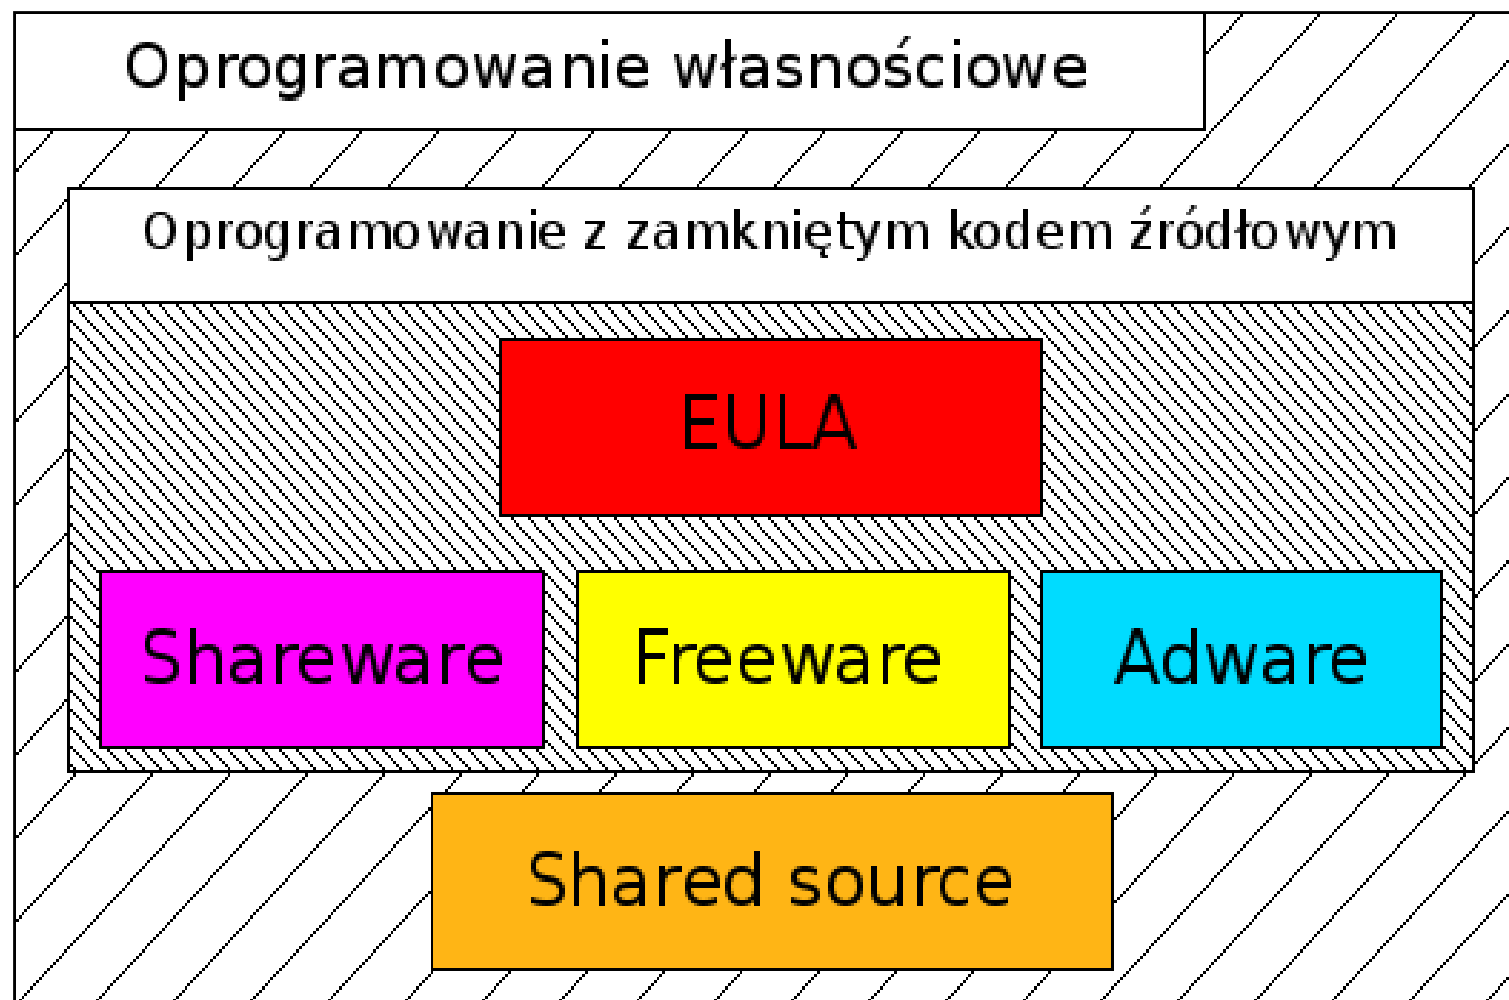 Oprogramowanie własnościowe
Oprogramowanie z zamkniętym kodem źródłowym
EULA
Shareware Freeware Adware
Shared source